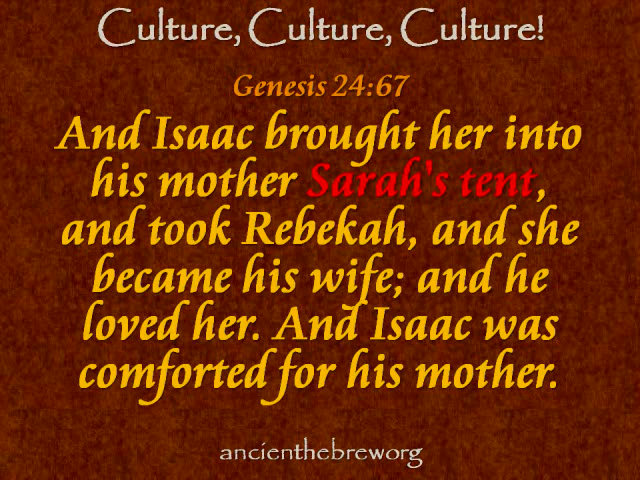 Culture, Culture, Culture!
Genesis 24:67
And Isaac brought her into
his mother Sarah's tent,
and took Rebekah, and she
became his wife; and he
loved her. And Isaac was
comforted for his mother.
ancienthebreworg